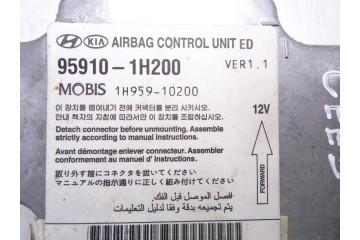 HYUNDAI KIA AIRBAG CONTROL UNIT ED
95910-1H200 VER1.1
MOBIS 1H959-10200
이 장치를 떼어내기 전에 커넥터를 분리 시키시오. 12V
안내 책자의 지침에 따라서만 이 장치를 조립하시오.
Detach connector before unmounting. Assemble
strictly according to manual instructions.
Avant démontage enlever connecteur. Assembler
conformément au manuel d' instructions.
取り外す前にコネクタを抜いて下さい。
マニュアルの指示通りに正しく組み付けてください。
افصل الموصل قبل الفك
يتم تجميعه بدقة وفقا لدليل التعليمات
FORWARD